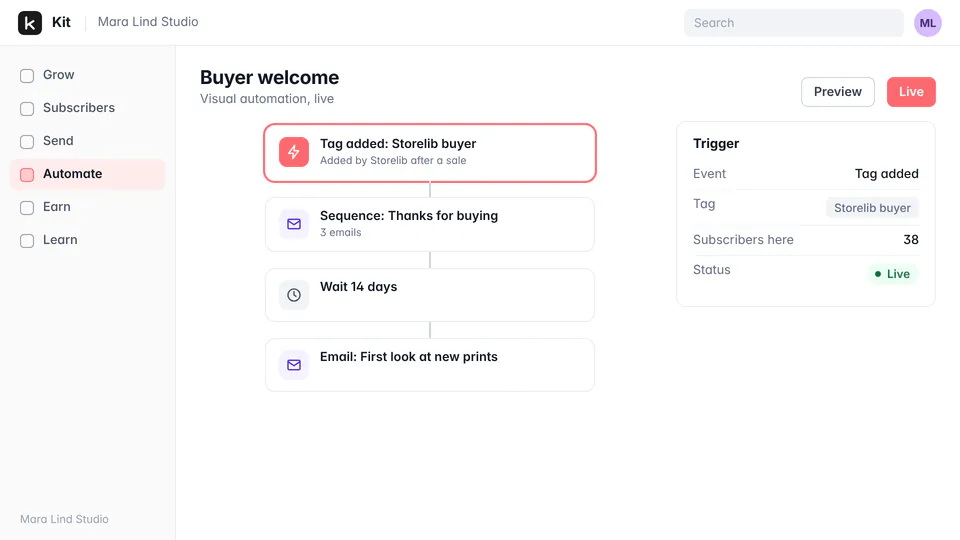 Kit
Mara Lind Studio
Search
ML
Grow
Subscribers
Send
Automate
Earn
Learn
Mara Lind Studio
Buyer welcome
Visual automation, live
Preview
Live
Tag added: Storelib buyer
Added by Storelib after a sale
Sequence: Thanks for buying
3 emails
Wait 14 days
Email: First look at new prints
Trigger
Event Tag added
Tag Storelib buyer
Subscribers here 38
Status Live